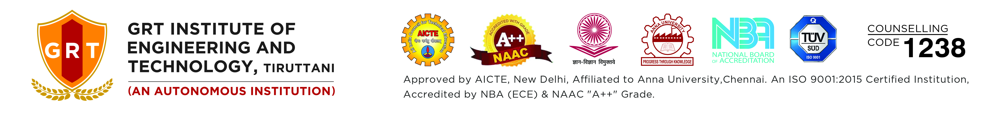 GRT
GRT INSTITUTE OF
ENGINEERING AND
TECHNOLOGY, TIRUTTANI
(AN AUTONOMOUS INSTITUTION)
All India Council for Technical Education
AICTE
योगः कर्मसु कौशलम्
ACCREDITED WITH GRADE
A++
NAAC
ज्ञान-विज्ञान विमुक्तये
ANNA UNIVERSITY
PROGRESS THROUGH KNOWLEDGE
NBA
NATIONAL BOARD
OF ACCREDITATION
TÜV
SÜD
ISO 9001
COUNSELLING
CODE 1238
Approved by AICTE, New Delhi, Affiliated to Anna University,Chennai. An ISO 9001:2015 Certified Institution,
Accredited by NBA (ECE) & NAAC "A++" Grade.